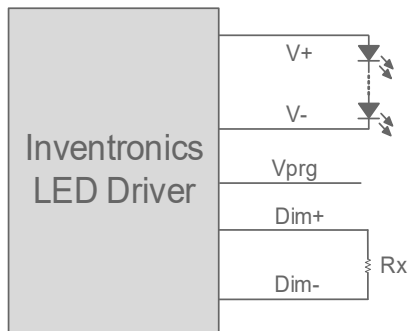 V+
V-
Inventronics
LED Driver
Vprg
Dim+
Rx
Dim-